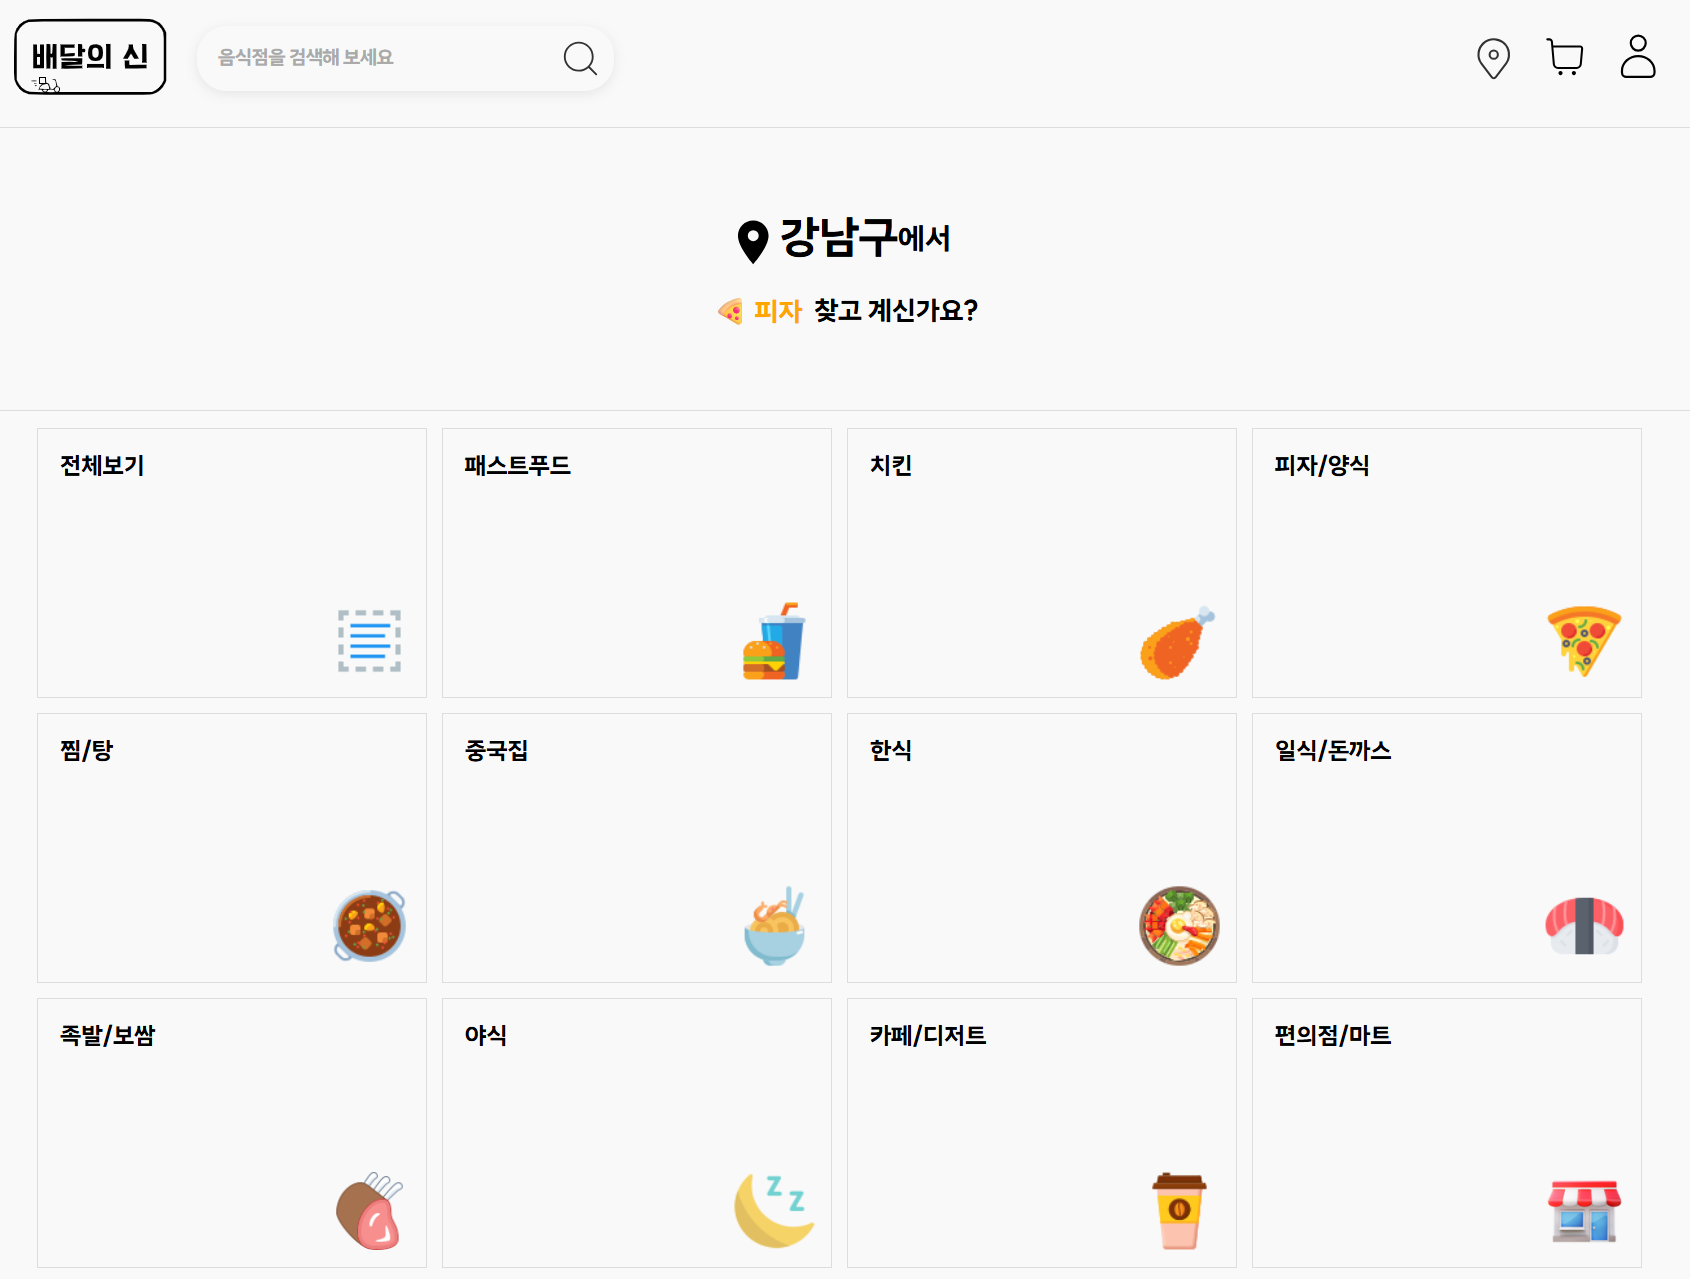 배달의 신
음식점을 검색해 보세요
강남구에서
피자 찾고 계신가요?
전체보기
패스트푸드
치킨
피자/양식
찜/탕
중국집
한식
일식/돈까스
족발/보쌈
야식
카페/디저트
편의점/마트